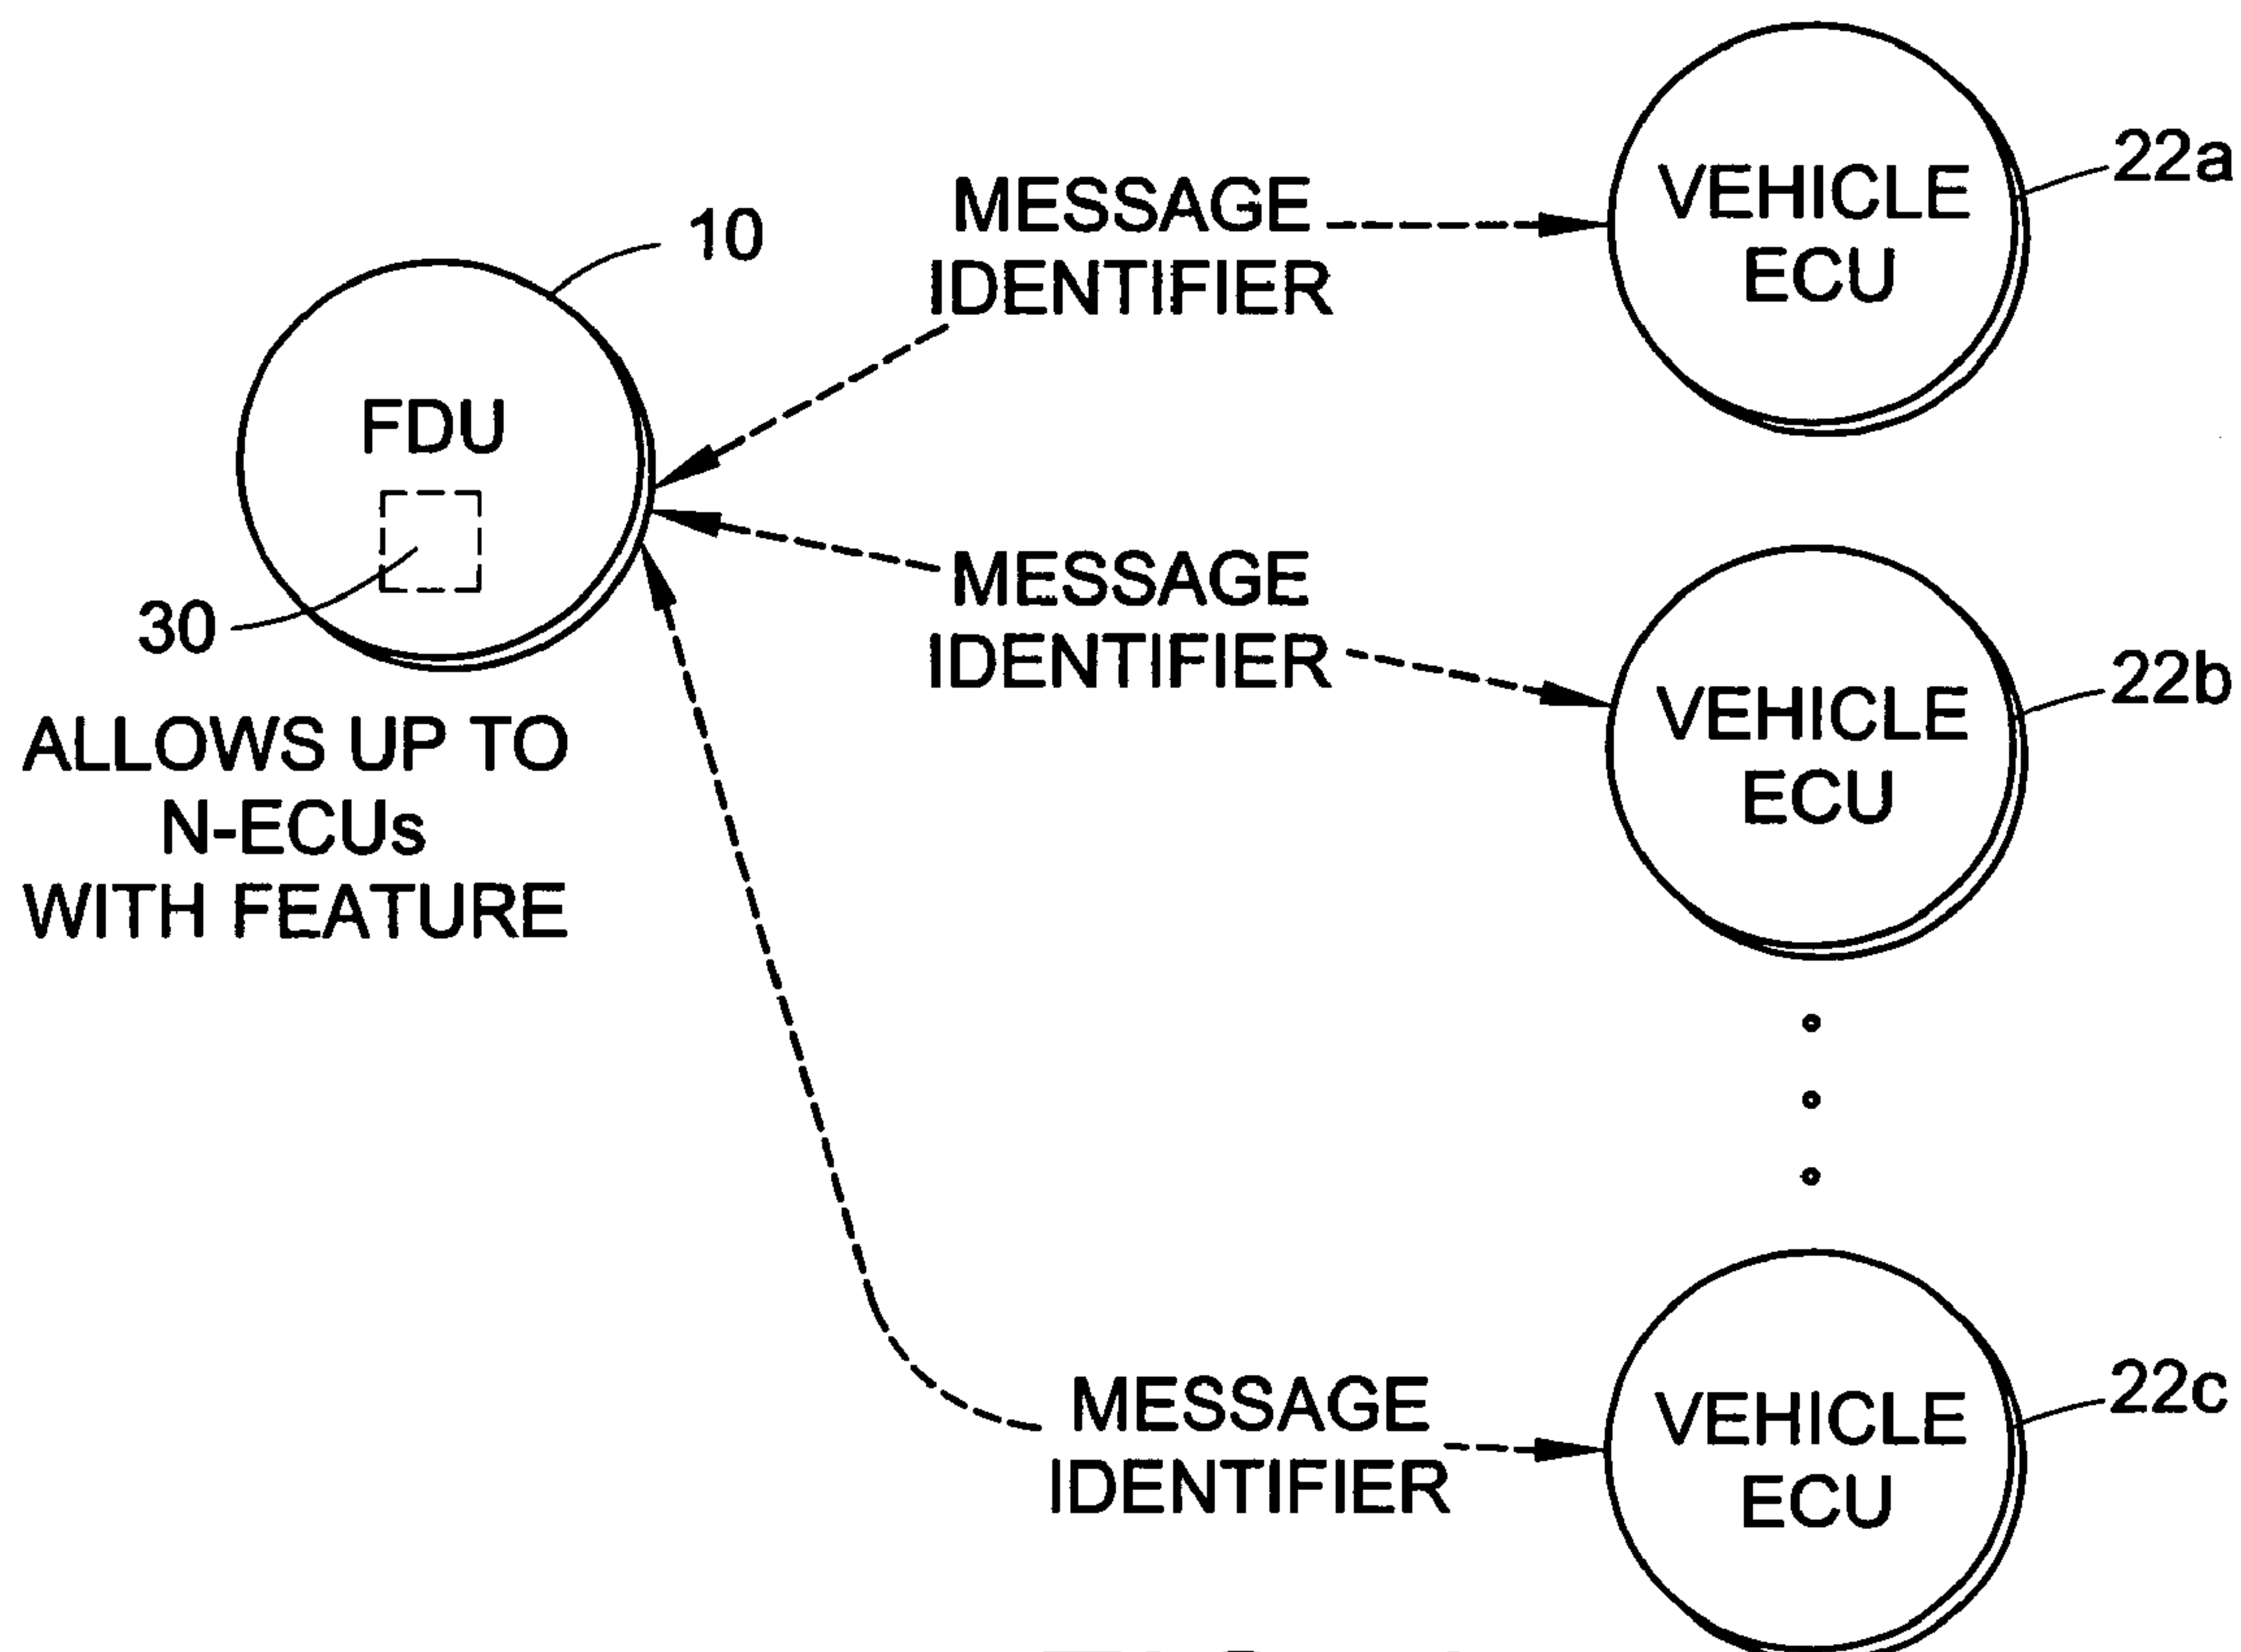 10
FDU
30
ALLOWS UP TO
N-ECUs
WITH FEATURE
MESSAGE
IDENTIFIER
VEHICLE
ECU
22a
MESSAGE
IDENTIFIER
VEHICLE
ECU
22b
MESSAGE
IDENTIFIER
VEHICLE
ECU
22c